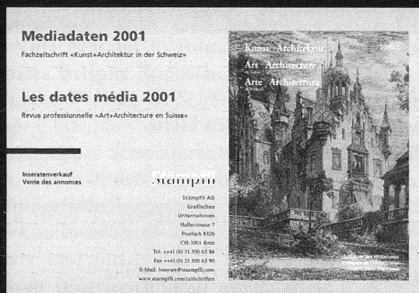 Mediadaten 2001
Fachzeitschrift «Kunst+Architektur in der Schweiz»
Les dates média 2001
Revue professionnelle «Art+Architecture en Suisse»
Inseratenverkauf
Vente des annonces
Stämpfli
Stämpfli AG
Grafisches
Unternehmen
Hallerstrasse 7
Postfach 8326
CH-3001 Bern
Tel. ++41 (0) 31 300 63 84
Fax ++41 (0) 31 300 63 90
E-Mail: inserate@staempfli.com
www.staempfli.com/zeitschriften
Kunst Architektur
Art Architecture
Arte Architettura